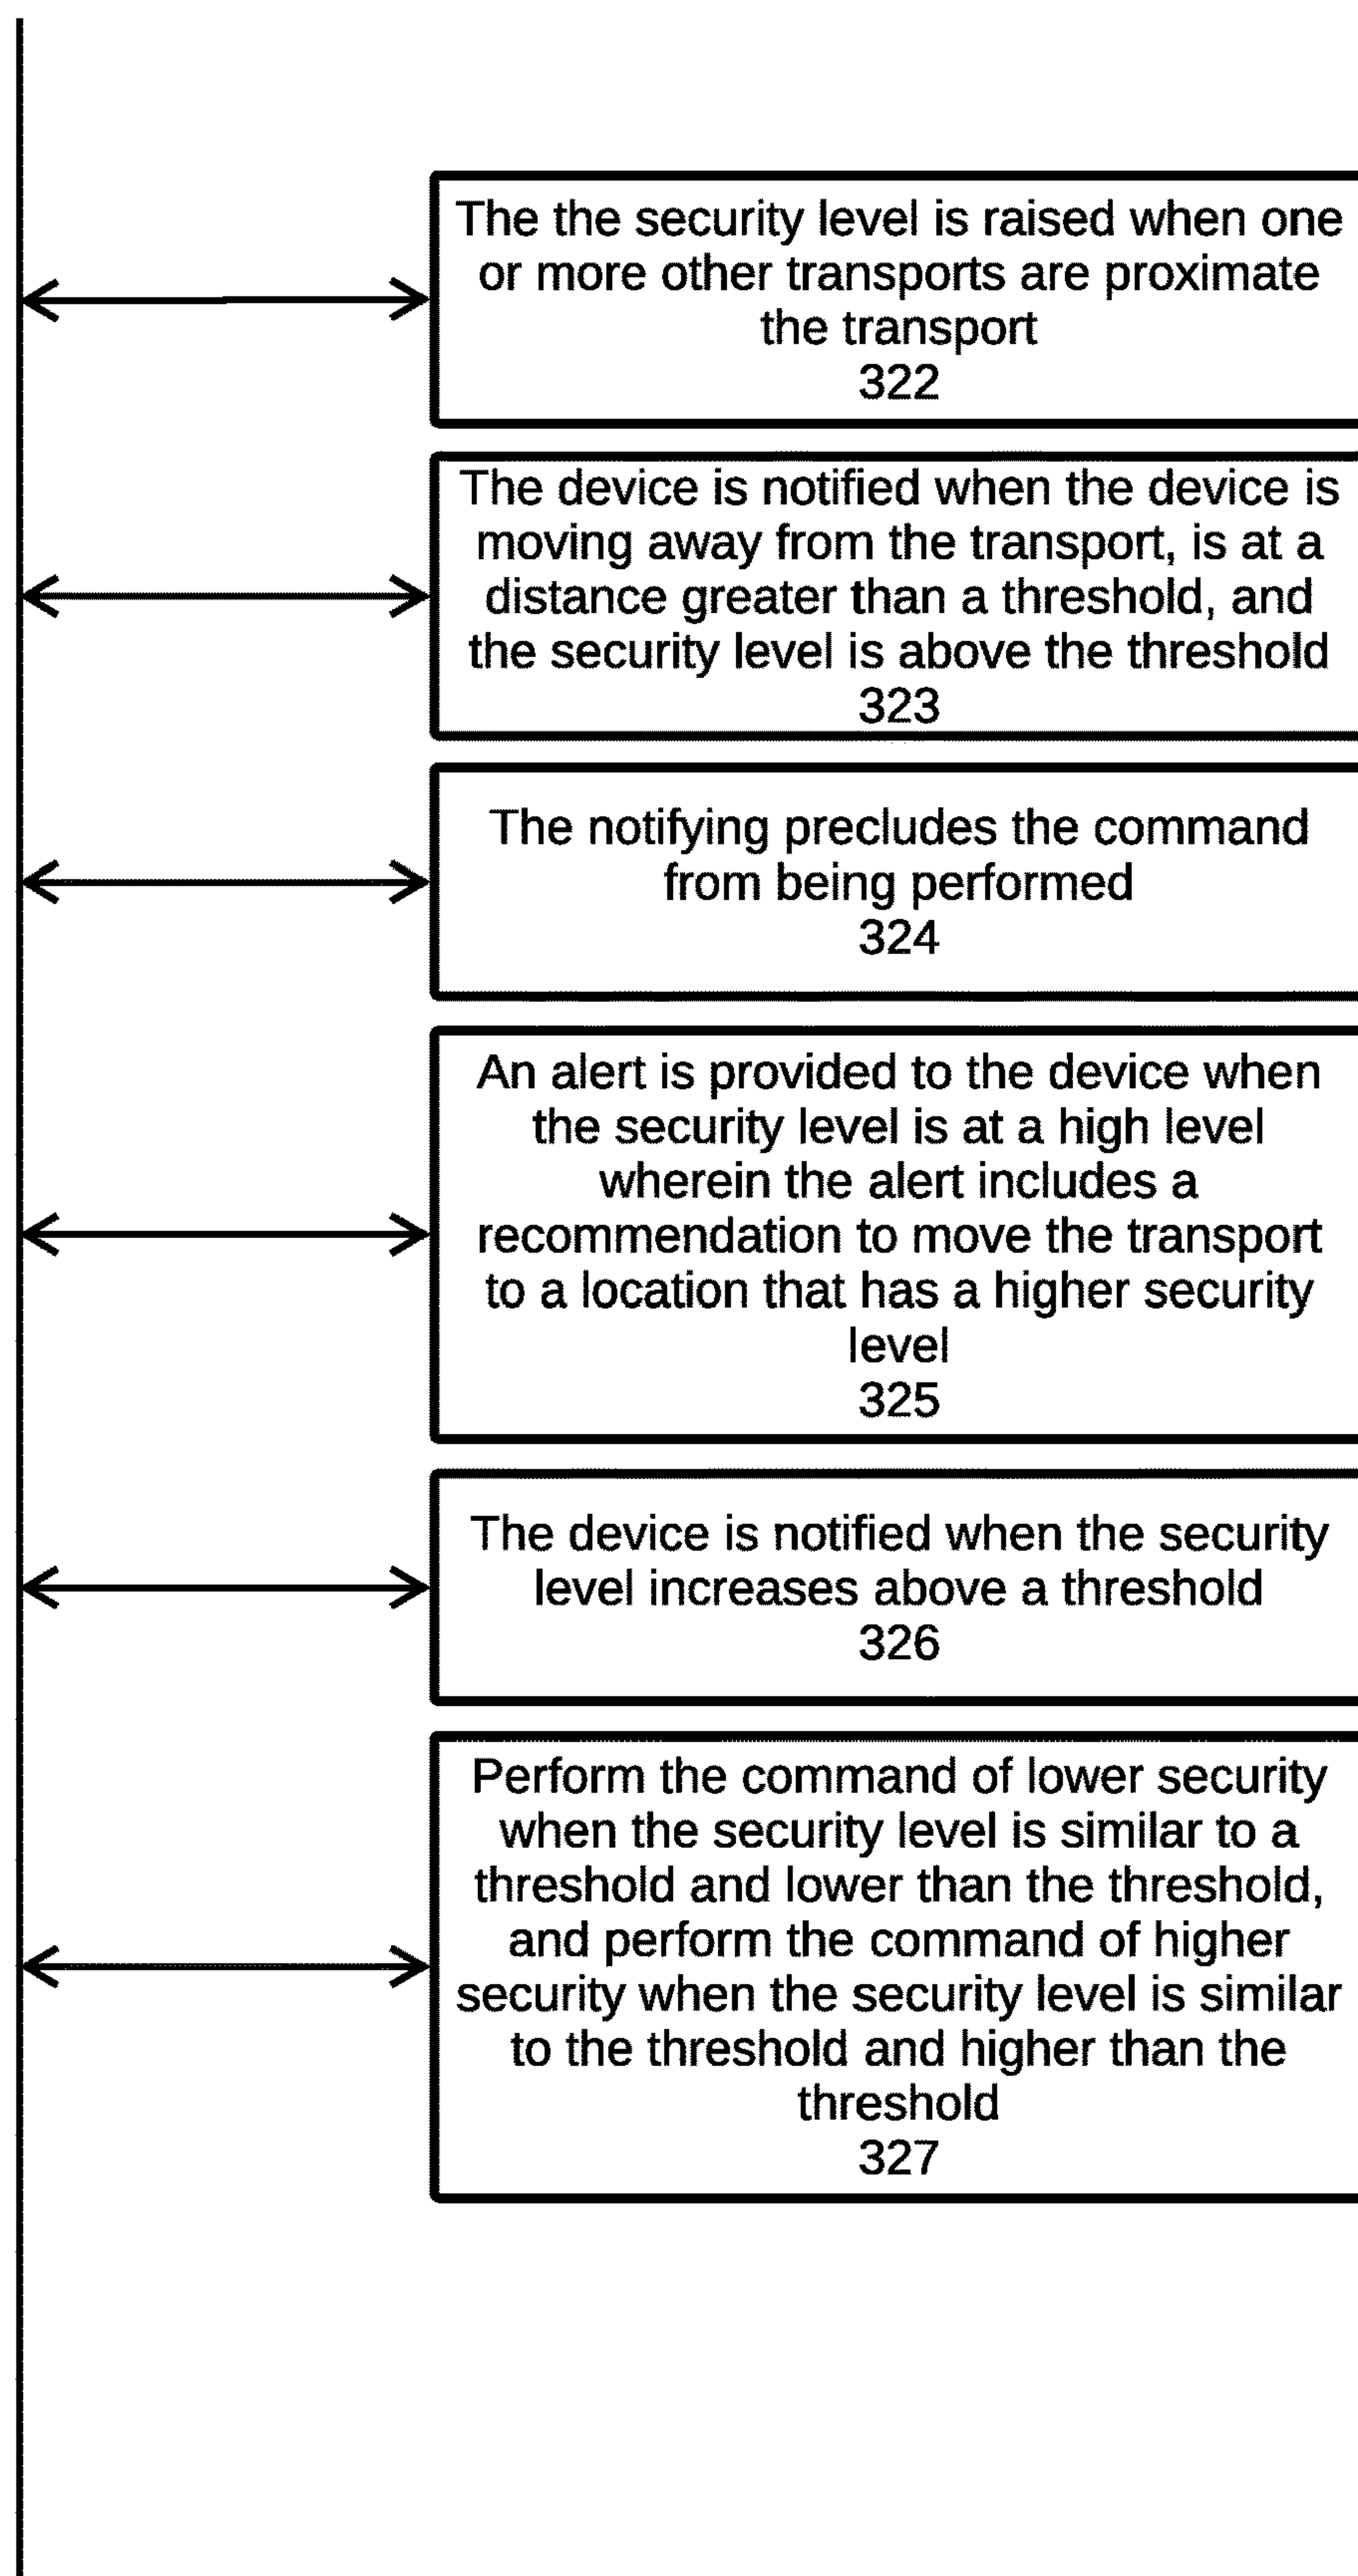 The the security level is raised when one
or more other transports are proximate
the transport
322
The device is notified when the device is
moving away from the transport, is at a
distance greater than a threshold, and
the security level is above the threshold
323
The notifying precludes the command
from being performed
324
An alert is provided to the device when
the security level is at a high level
wherein the alert includes a
recommendation to move the transport
to a location that has a higher security
level
325
The device is notified when the security
level increases above a threshold
326
Perform the command of lower security
when the security level is similar to a
threshold and lower than the threshold,
and perform the command of higher
security when the security level is similar
to the threshold and higher than the
threshold
327